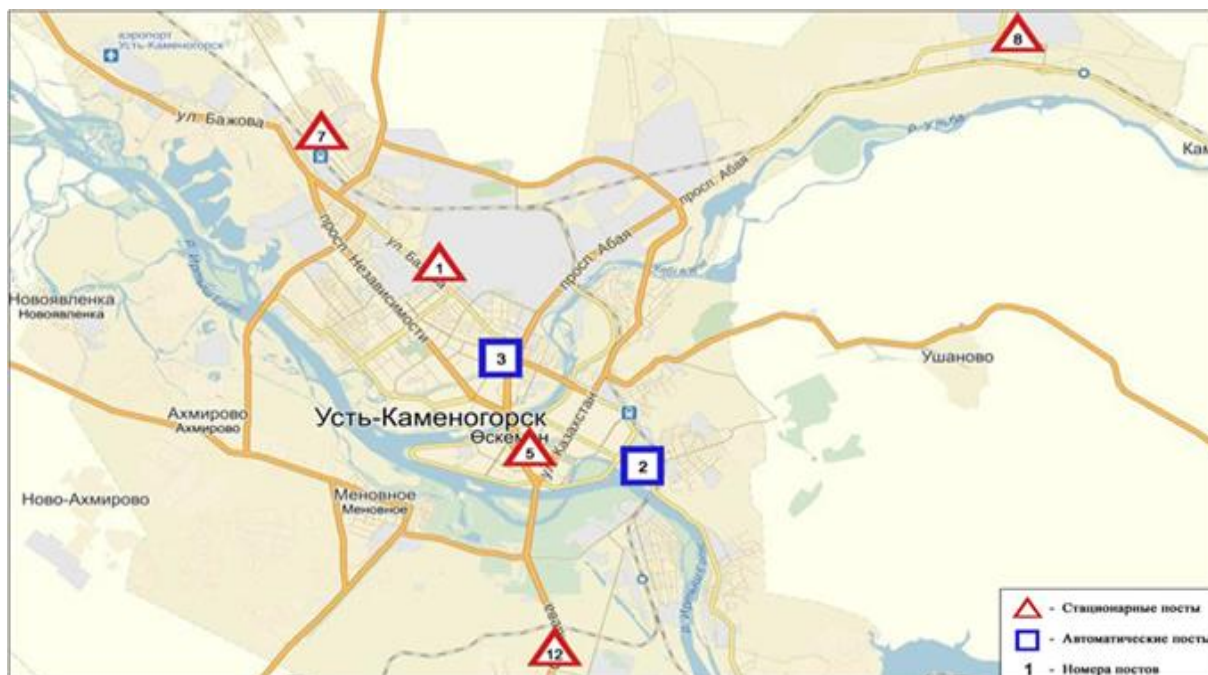 аэропорт
Усть-Каменогорск
8
ул. Бажова
7
р. Ульба
Кам
просп. Абая
просп. Независимости
ул. Ба
1
просп. Абая
Новоявленка
Новоявленка
3
Ушаново
Усть-Каменогорск
Өскемен
Ахмирово
Ахмирово
5
ул. Казахстан
2
Ново-Ахмирово
Меновное
Меновное
12
- Стационарные посты
- Автоматические посты
1 - Номера постов